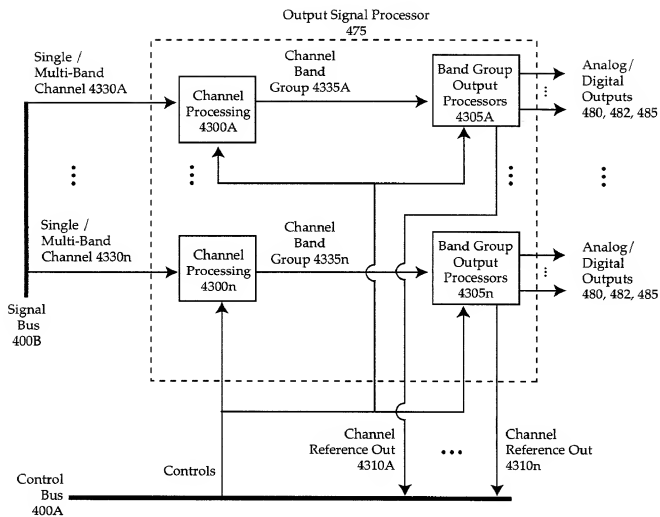 Output Signal Processor
475
Single /
Multi-Band
Channel 4330A
Channel
Band
Group 4335A
Channel
Processing
4300A
Band Group
Output
Processors
4305A
Analog/
Digital
Outputs
480, 482, 485
Single /
Multi-Band
Channel 4330n
Channel
Band
Group 4335n
Channel
Processing
4300n
Band Group
Output
Processors
4305n
Analog/
Digital
Outputs
480, 482, 485
Signal
Bus
400B
Controls
Channel
Reference Out
4310A
Channel
Reference Out
4310n
Control
Bus
400A